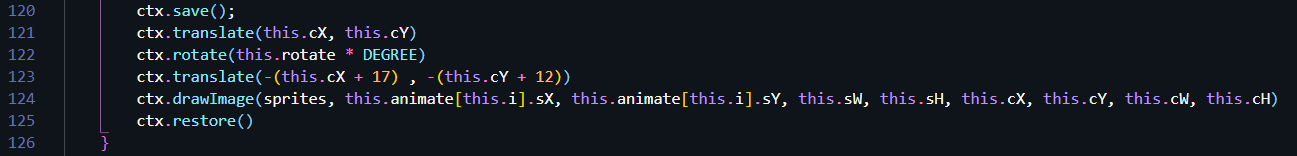 120 ctx.save();
121 ctx.translate(this.cX, this.cY)
122 ctx.rotate(this.rotate * DEGREE)
123 ctx.translate(-(this.cX + 17) , -(this.cY + 12))
124 ctx.drawImage(sprites, this.animate[this.i].sX, this.animate[this.i].sY, this.sW, this.sH, this.cX, this.cY, this.cW, this.cH)
125 ctx.restore()
126 }